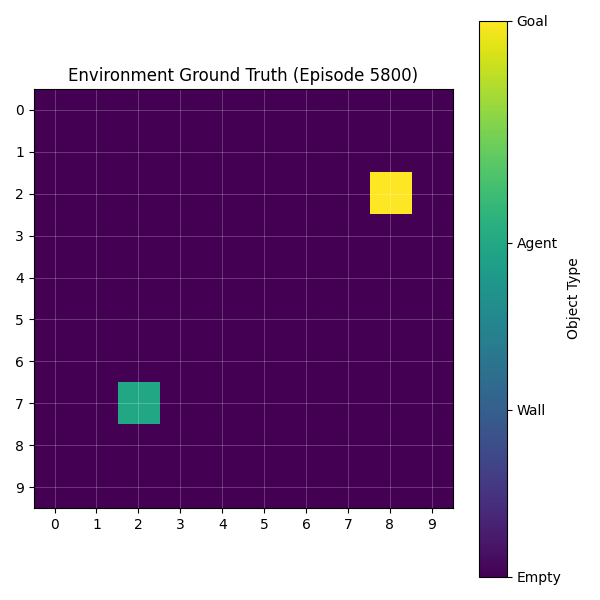 Environment Ground Truth (Episode 5800)
0
1
2
3
4
5
6
7
8
9
0 1 2 3 4 5 6 7 8 9
Goal
Agent
Wall
Empty
Object Type